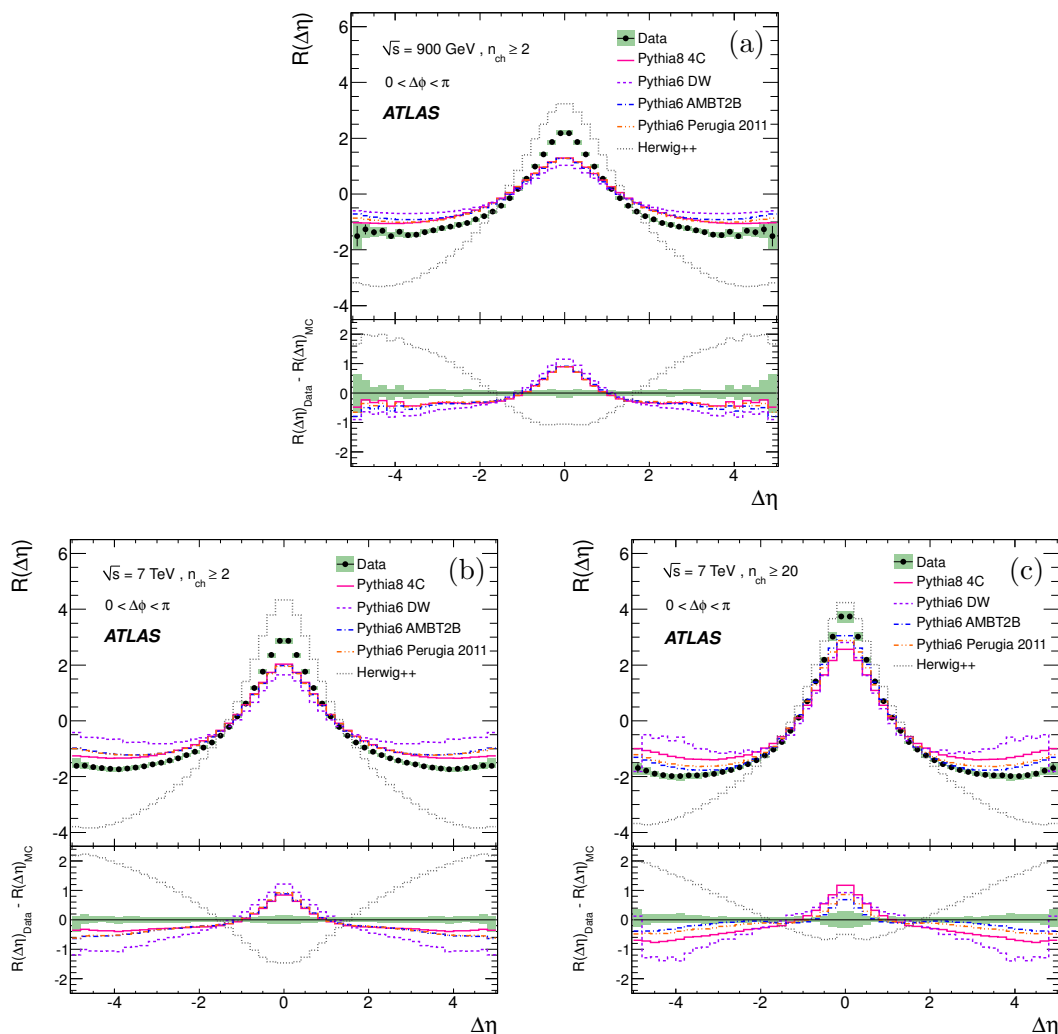 R(Δη)
6
4
2
0
-2
-4
√s = 900 GeV , n_ch ≥ 2
0 < Δϕ < π
ATLAS
Data
Pythia8 4C
Pythia6 DW
Pythia6 AMBT2B
Pythia6 Perugia 2011
Herwig++
(a)
R(Δη)_Data - R(Δη)_MC
2
1
0
-1
-2
-4 -2 0 2 4
Δη
R(Δη)
6
4
2
0
-2
-4
√s = 7 TeV , n_ch ≥ 2
0 < Δϕ < π
ATLAS
Data
Pythia8 4C
Pythia6 DW
Pythia6 AMBT2B
Pythia6 Perugia 2011
Herwig++
(b)
R(Δη)_Data - R(Δη)_MC
2
1
0
-1
-2
-4 -2 0 2 4
Δη
R(Δη)
6
4
2
0
-2
-4
√s = 7 TeV , n_ch ≥ 20
0 < Δϕ < π
ATLAS
Data
Pythia8 4C
Pythia6 DW
Pythia6 AMBT2B
Pythia6 Perugia 2011
Herwig++
(c)
R(Δη)_Data - R(Δη)_MC
2
1
0
-1
-2
-4 -2 0 2 4
Δη